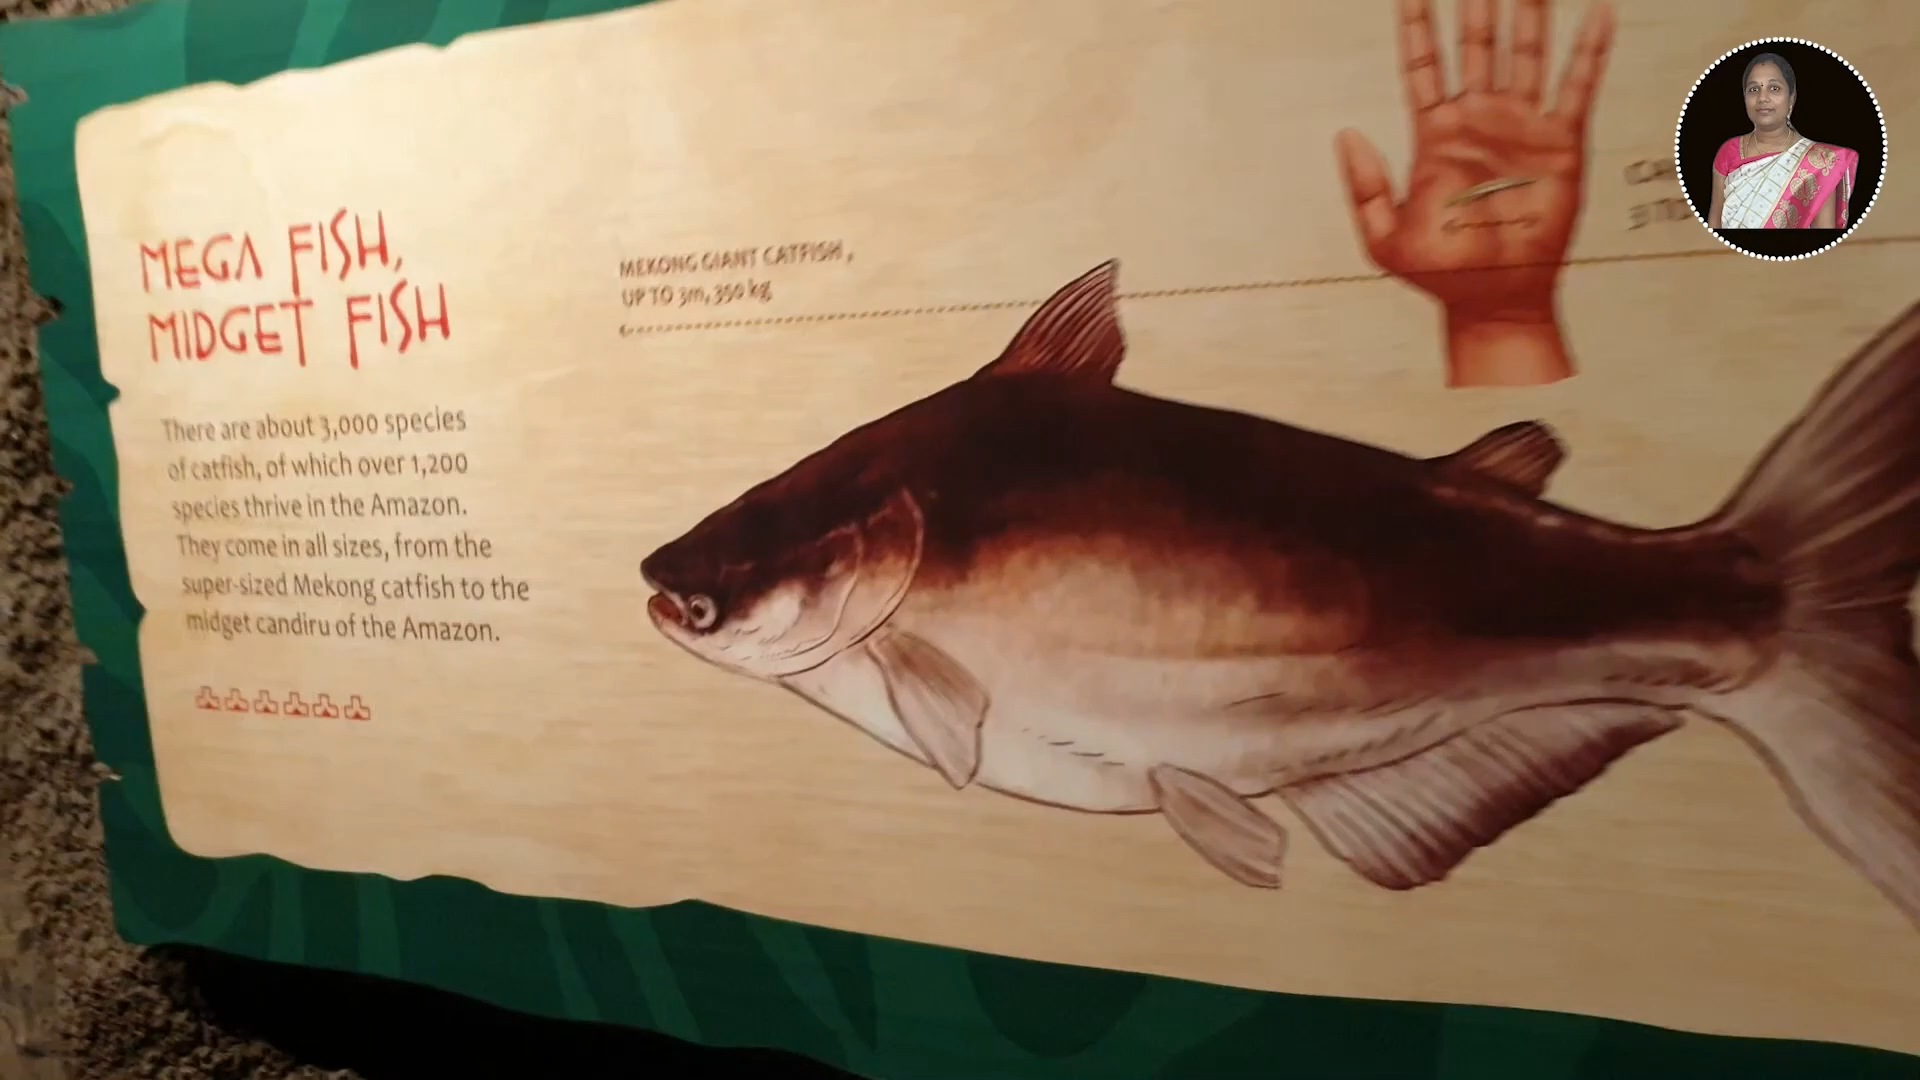 MEGA FISH,
MIDGET FISH
There are about 3,000 species
of catfish, of which over 1,200
species thrive in the Amazon.
They come in all sizes, from the
super-sized Mekong catfish to the
midget candiru of the Amazon.
MEKONG GIANT CATFISH,
UP TO 3m, 350 kg